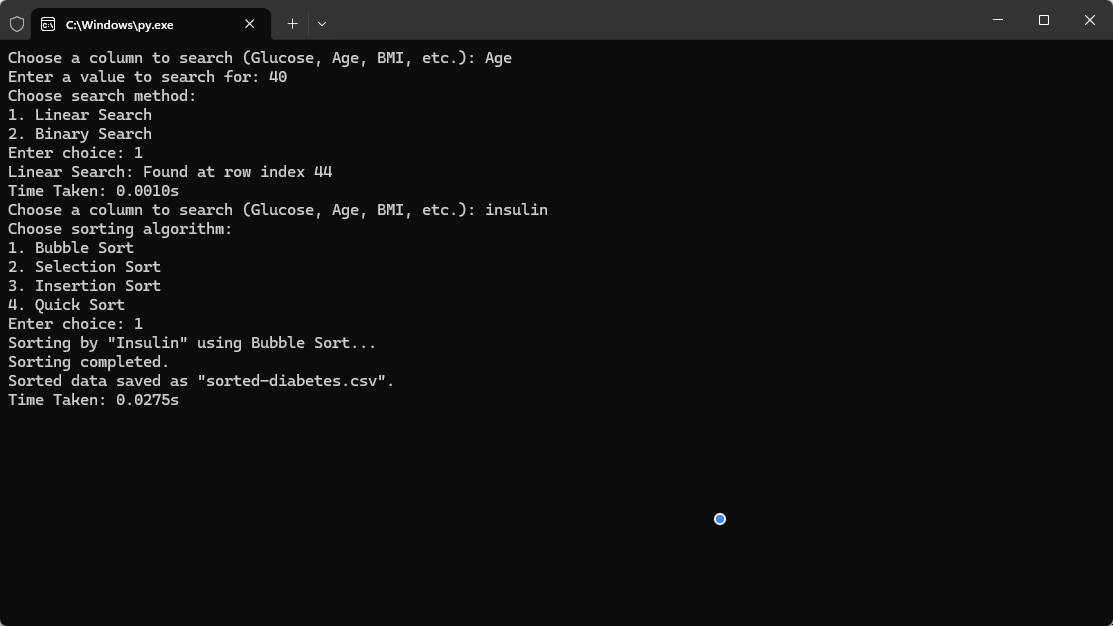 C:\Windows\py.exe
Choose a column to search (Glucose, Age, BMI, etc.): Age
Enter a value to search for: 40
Choose search method:
1. Linear Search
2. Binary Search
Enter choice: 1
Linear Search: Found at row index 44
Time Taken: 0.0010s
Choose a column to search (Glucose, Age, BMI, etc.): insulin
Choose sorting algorithm:
1. Bubble Sort
2. Selection Sort
3. Insertion Sort
4. Quick Sort
Enter choice: 1
Sorting by "Insulin" using Bubble Sort...
Sorting completed.
Sorted data saved as "sorted-diabetes.csv".
Time Taken: 0.0275s